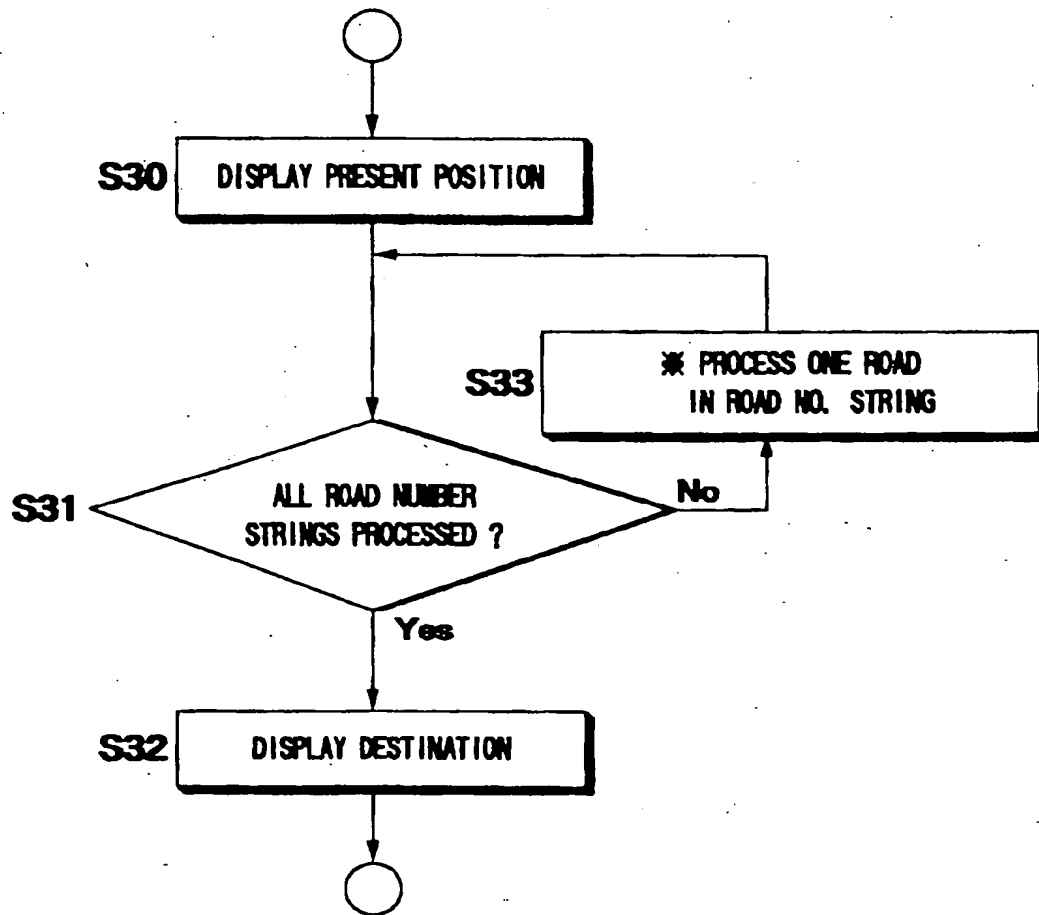 S30
DISPLAY PRESENT POSITION
S33
※ PROCESS ONE ROAD
IN ROAD NO. STRING
S31
ALL ROAD NUMBER
STRINGS PROCESSED ?
No
Yes
S32
DISPLAY DESTINATION